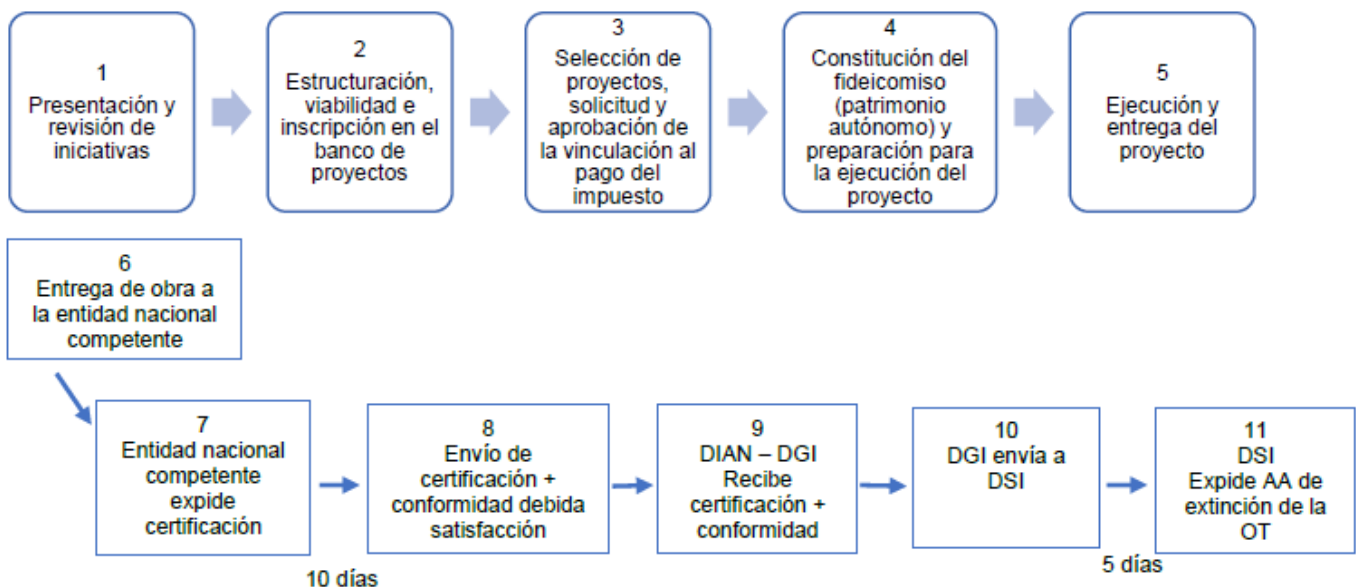 1
Presentación y
revisión de
iniciativas
2
Estructuración,
viabilidad e
inscripción en el
banco de
proyectos
3
Selección de
proyectos,
solicitud y
aprobación de
la vinculación al
pago del
impuesto
4
Constitución del
fideicomiso
(patrimonio
autónomo) y
preparación para
la ejecución del
proyecto
5
Ejecución y
entrega del
proyecto
6
Entrega de obra a
la entidad nacional
competente
7
Entidad nacional
competente
expide
certificación
8
Envío de
certificación +
conformidad debida
satisfacción
9
DIAN – DGI
Recibe
certificación +
conformidad
10
DGI envía a
DSI
11
DSI
Expide AA de
extinción de la
OT
10 días
5 días